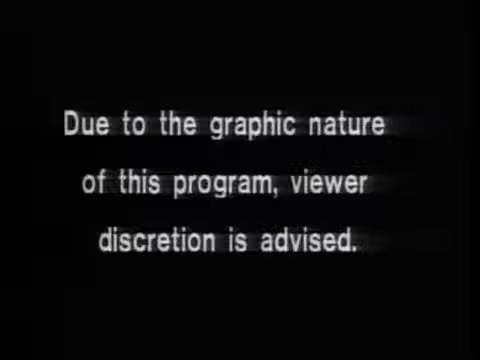 Due to the graphic nature
of this program, viewer
discretion is advised.